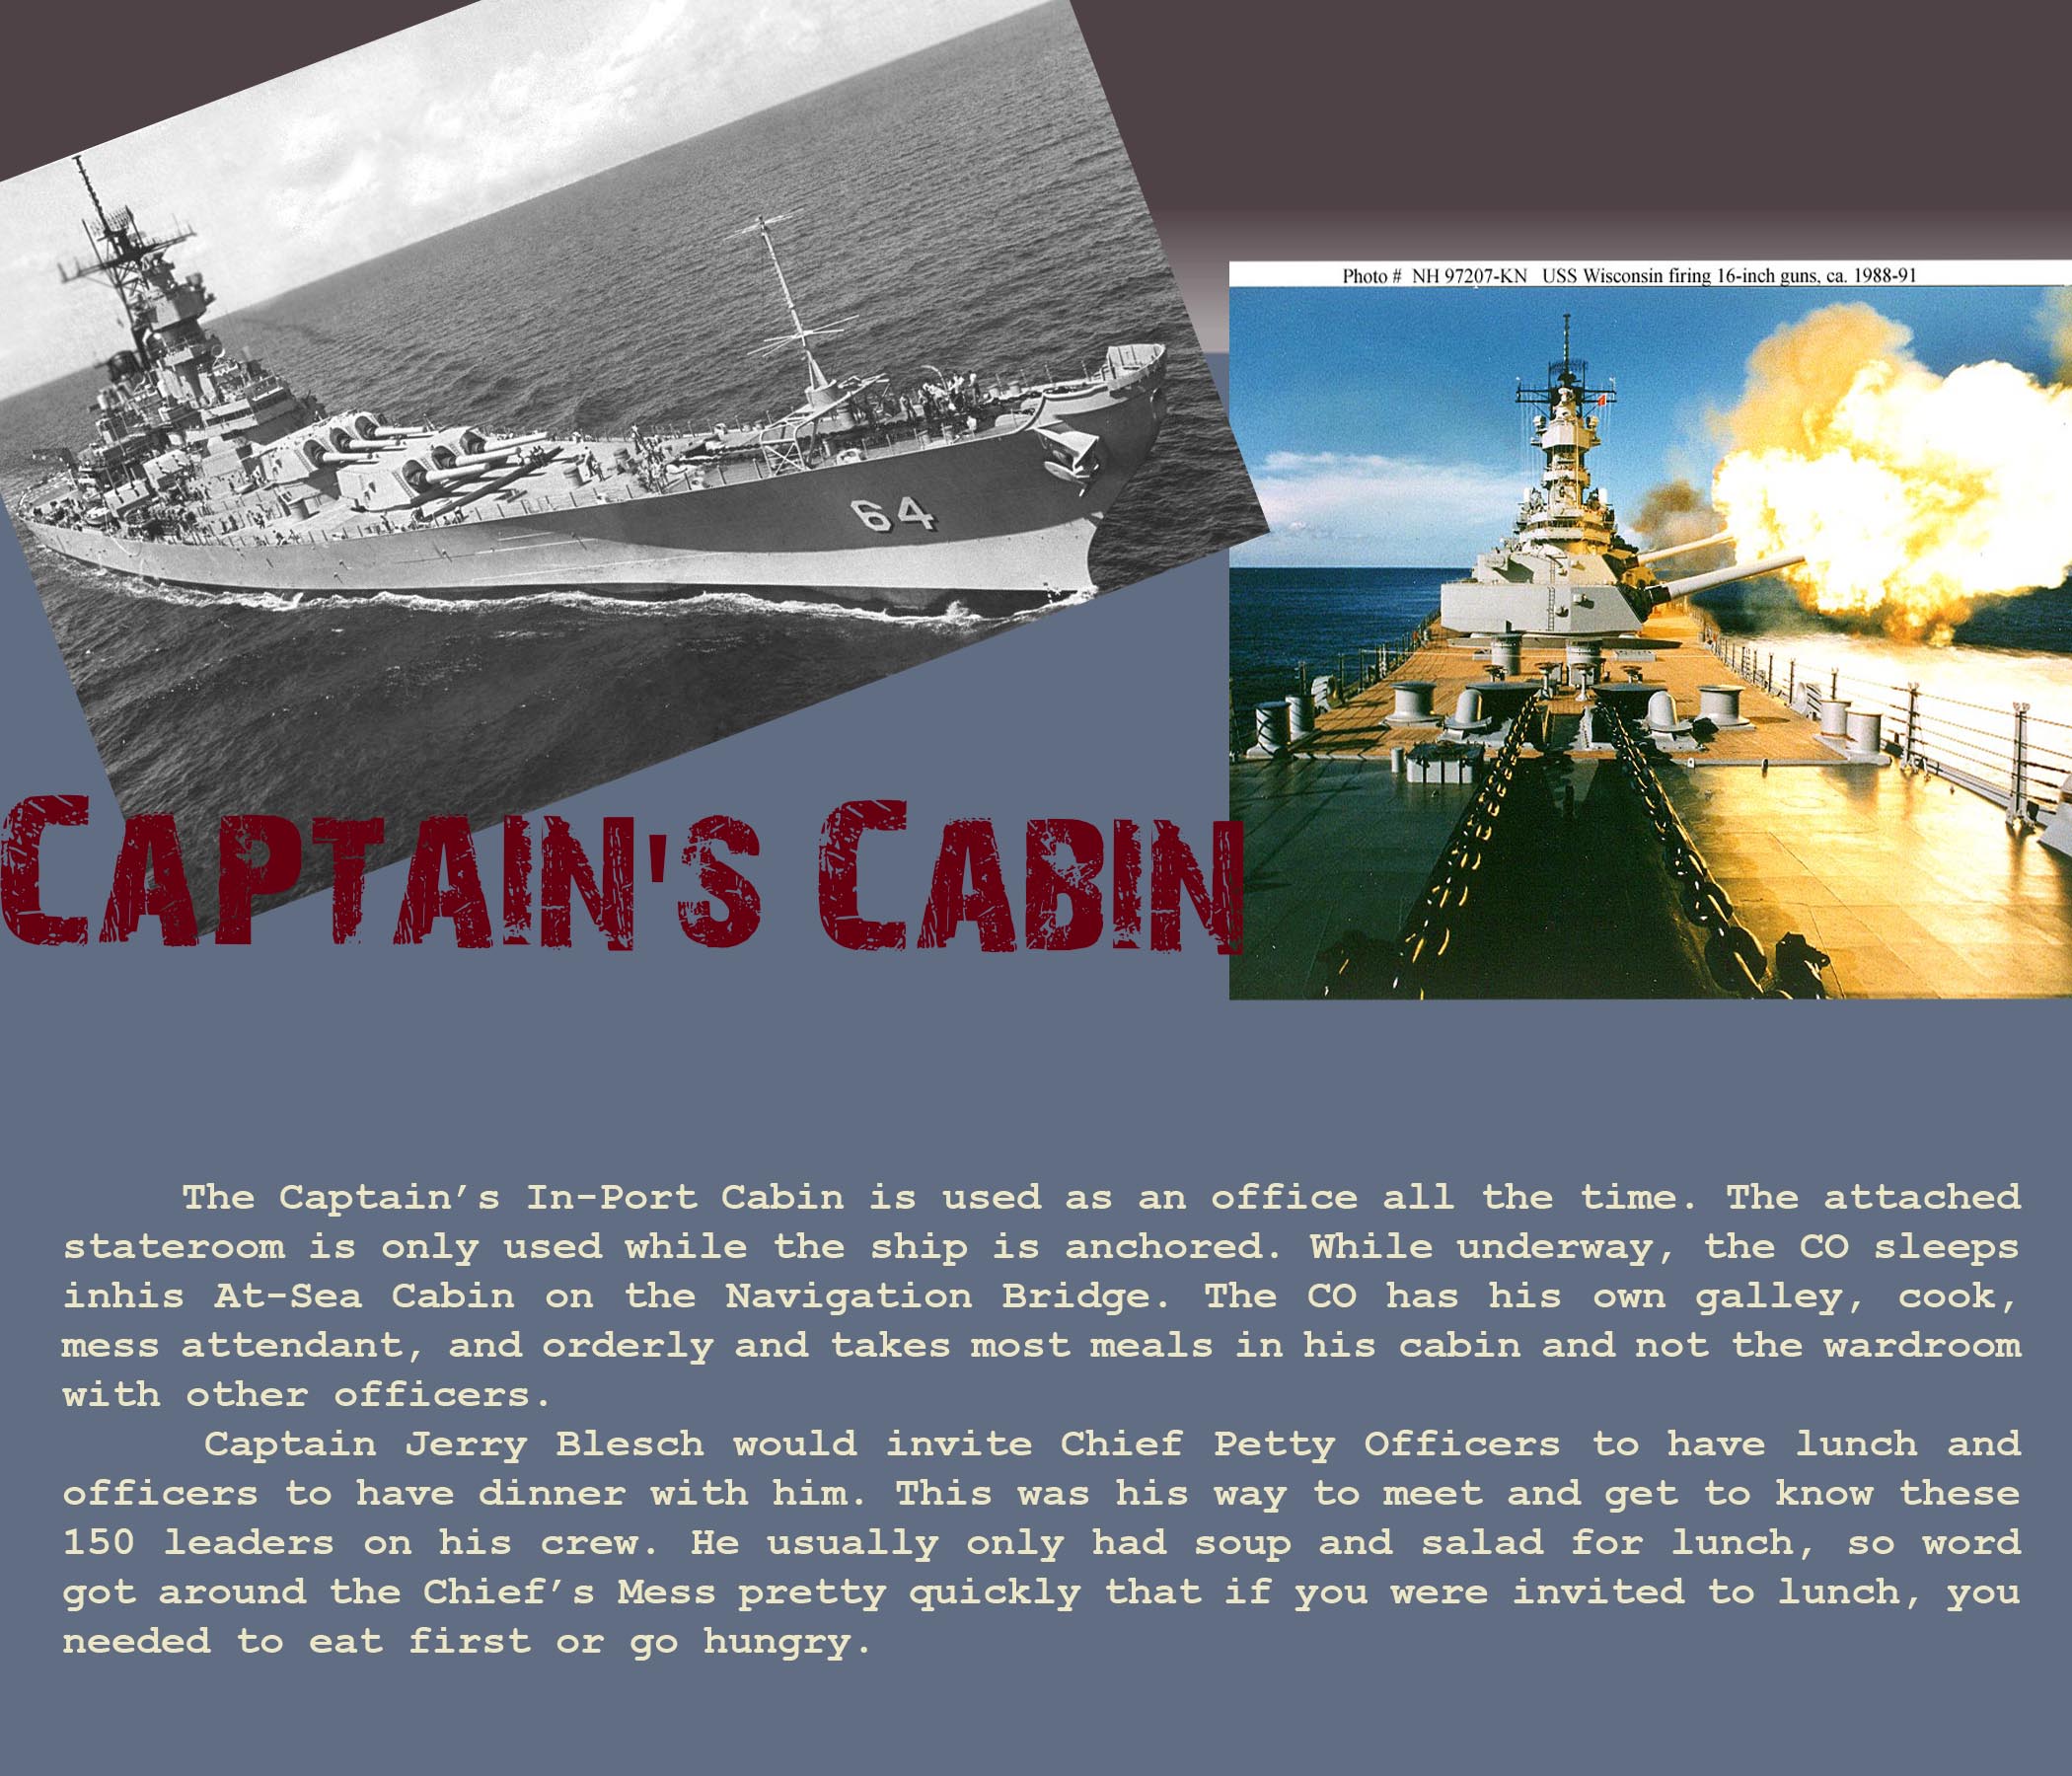 Photo # NH 97207-KN USS Wisconsin firing 16-inch guns, ca. 1988-91
64
Captain's Cabin
The Captain’s In-Port Cabin is used as an office all the time. The attached
stateroom is only used while the ship is anchored. While underway, the CO sleeps
inhis At-Sea Cabin on the Navigation Bridge. The CO has his own galley, cook,
mess attendant, and orderly and takes most meals in his cabin and not the wardroom
with other officers.
Captain Jerry Blesch would invite Chief Petty Officers to have lunch and
officers to have dinner with him. This was his way to meet and get to know these
150 leaders on his crew. He usually only had soup and salad for lunch, so word
got around the Chief’s Mess pretty quickly that if you were invited to lunch, you
needed to eat first or go hungry.